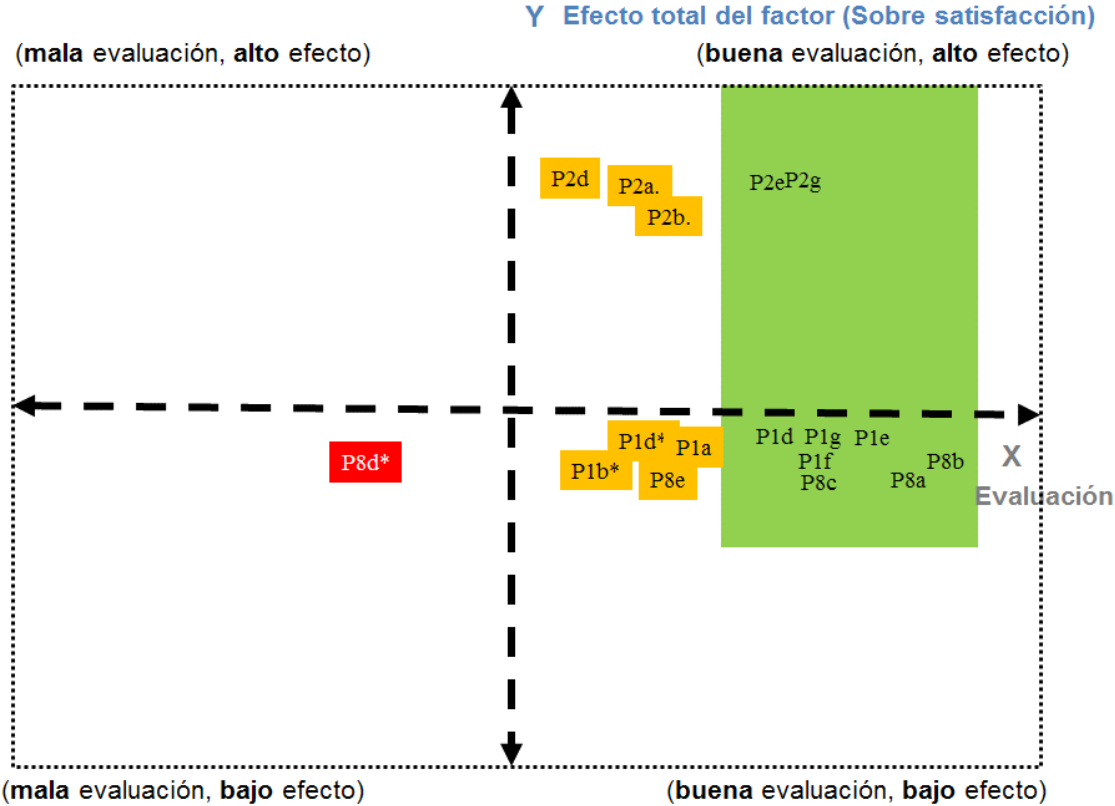 Y Efecto total del factor (Sobre satisfacción)
(mala evaluación, alto efecto)
(buena evaluación, alto efecto)
P2d
P2a.
P2b.
P2e
P2g
P8d*
P1d*
P1a
P1b*
P8e
P1d
P1g
P1e
P1f
P8c
P8a
P8b
X
Evaluación
(mala evaluación, bajo efecto)
(buena evaluación, bajo efecto)